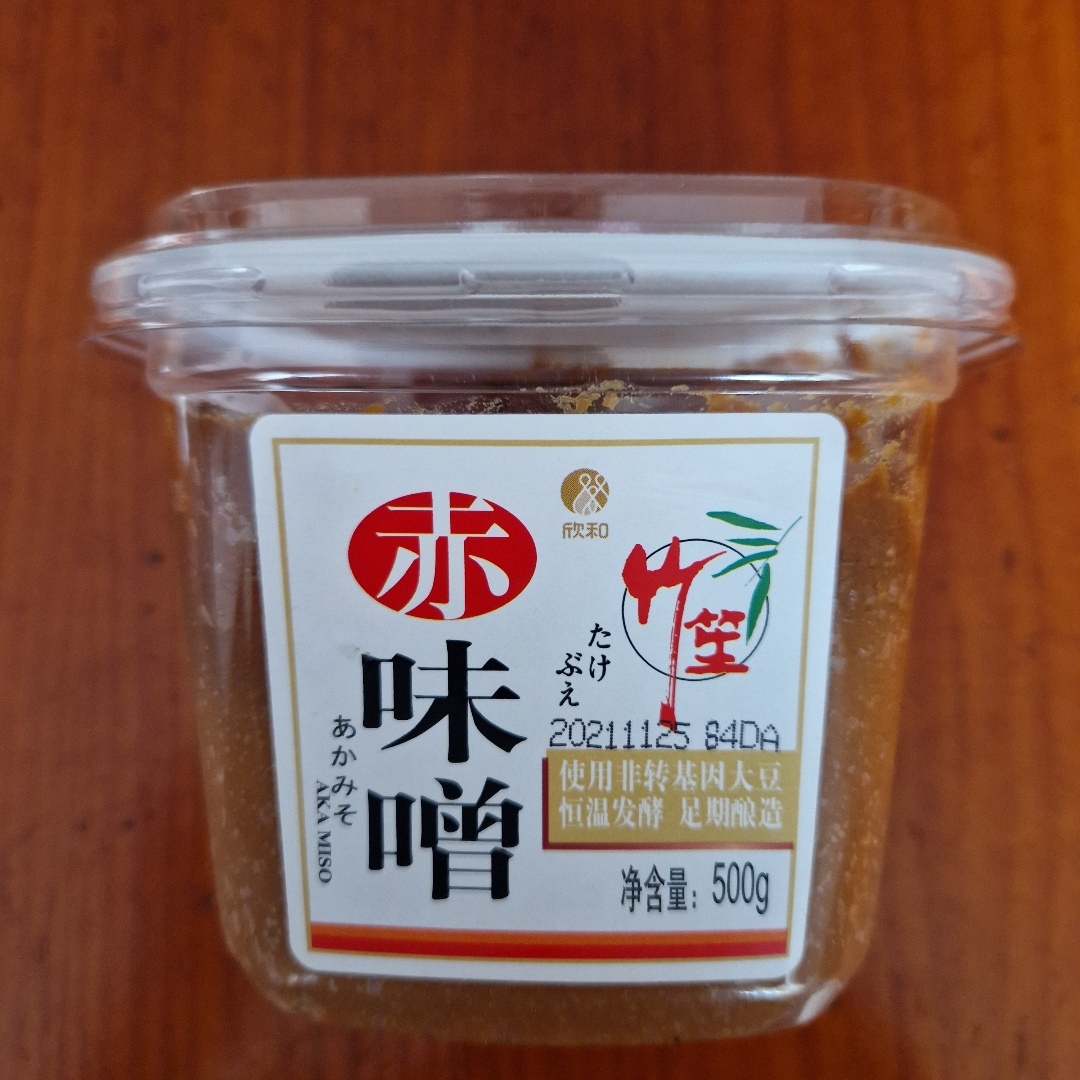 欣和
赤
味噌
あかみそ
AKA MISO
竹笙
たけ
ぶえ
20211125 84DA
使用非转基因大豆
恒温发酵 足期酿造
净含量：500g